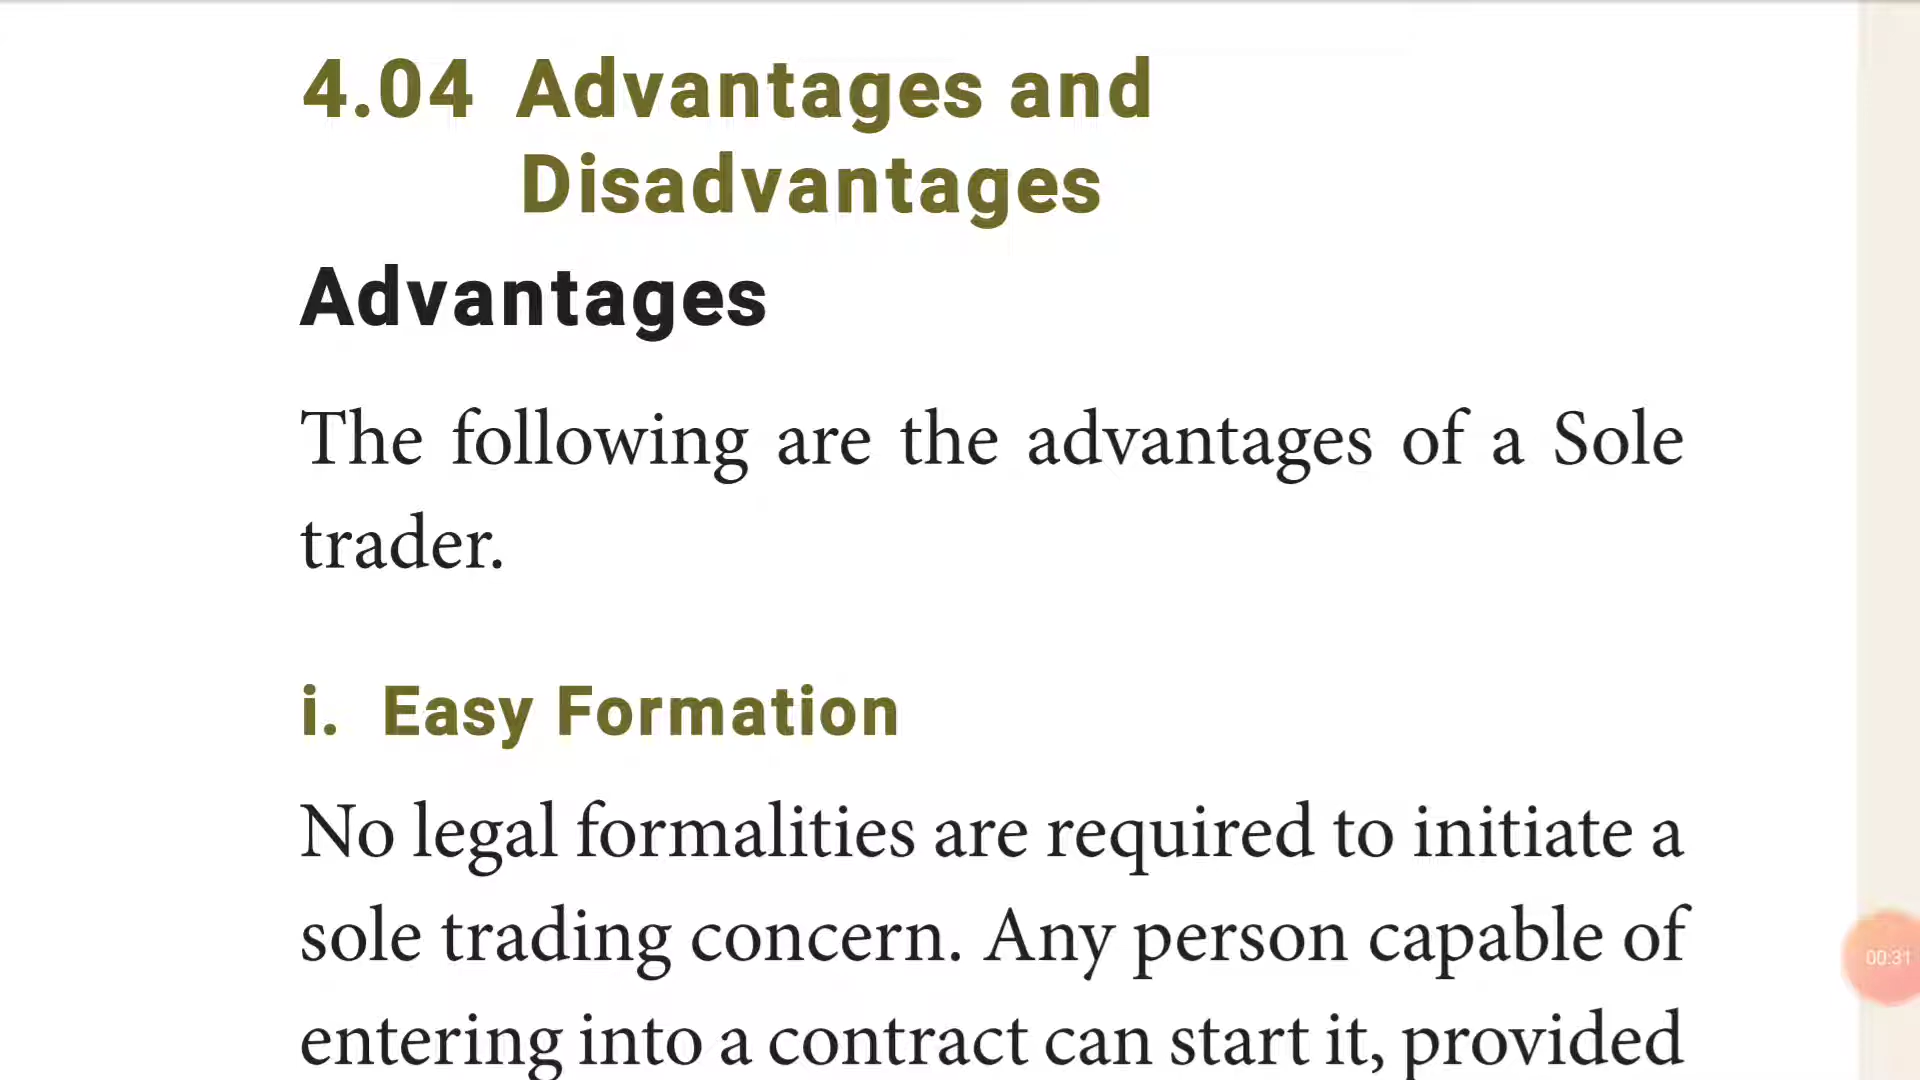 4.04 Advantages and
Disadvantages
Advantages
The following are the advantages of a Sole
trader.
i. Easy Formation
No legal formalities are required to initiate a
sole trading concern. Any person capable of
entering into a contract can start it, provided
00:31